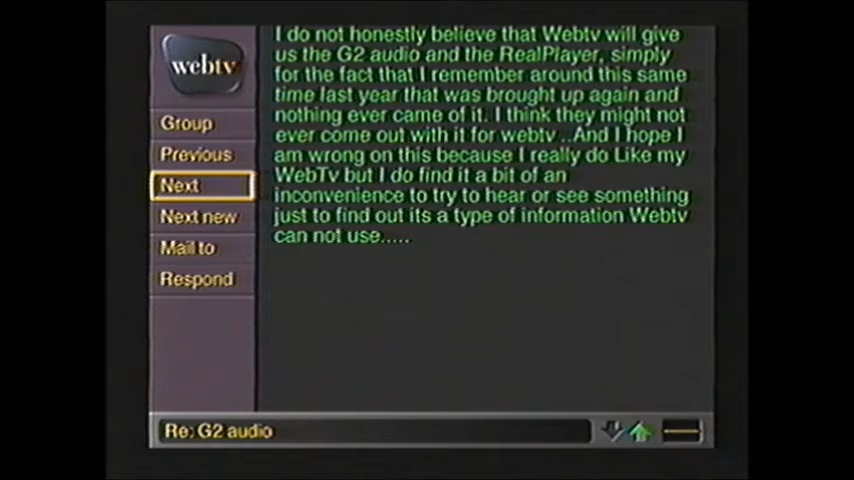 webtv
Group
Previous
Next
Next new
Mail to
Respond
I do not honestly believe that Webtv will give
us the G2 audio and the RealPlayer, simply
for the fact that I remember around this same
time last year that was brought up again and
nothing ever came of it. I think they might not
ever come out with it for webtv ..And I hope I
am wrong on this because I really do Like my
WebTv but I do find it a bit of an
inconvenience to try to hear or see something
just to find out its a type of information Webtv
can not use.....
Re: G2 audio